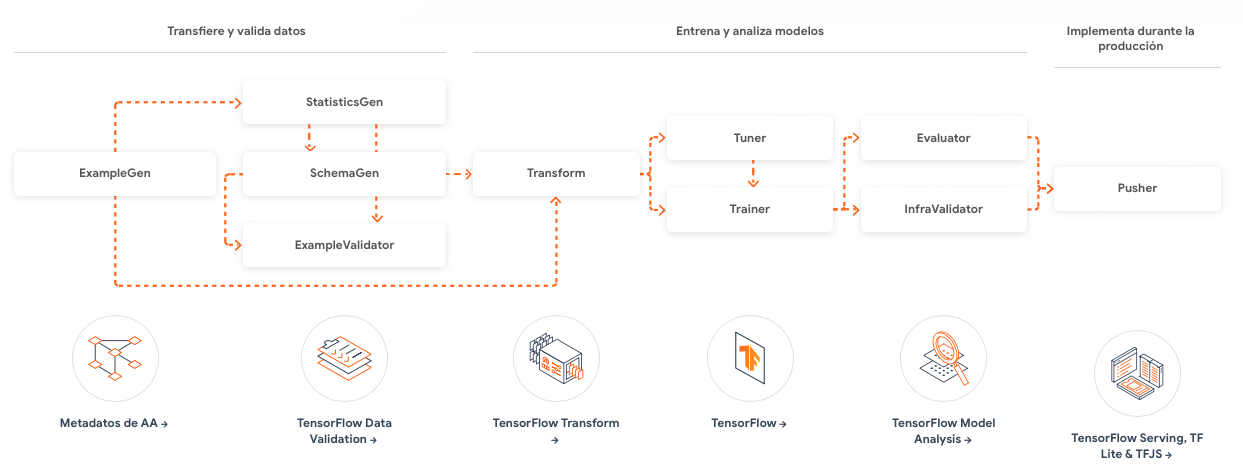 Transfiere y valida datos
Entrena y analiza modelos
Implementa durante la
producción
StatisticsGen
ExampleGen
SchemaGen
ExampleValidator
Transform
Tuner
Trainer
Evaluator
InfraValidator
Pusher
Metadatos de AA →
TensorFlow Data
Validation →
TensorFlow Transform
→
TensorFlow →
TensorFlow Model
Analysis →
TensorFlow Serving, TF
Lite & TFJS →